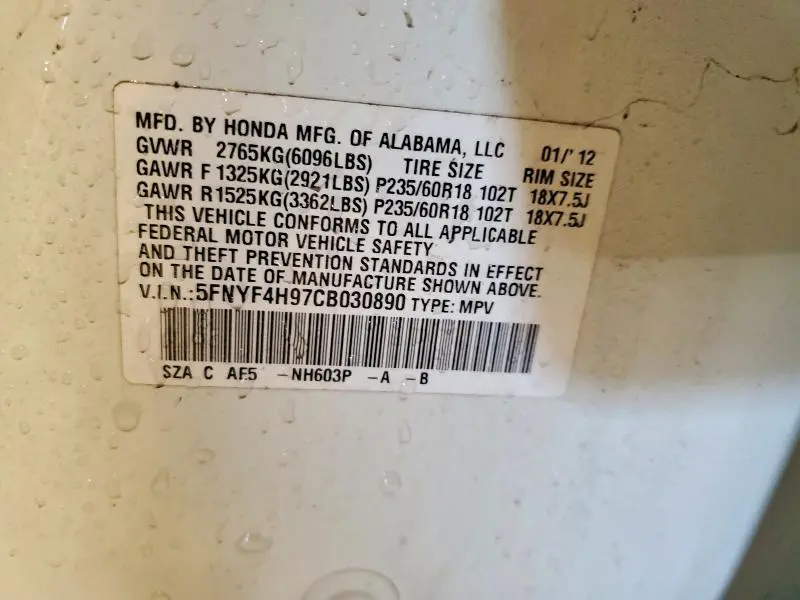 MFD. BY HONDA MFG. OF ALABAMA, LLC 01/'12
GVWR 2765KG(6096LBS) TIRE SIZE RIM SIZE
GAWR F 1325KG(2921LBS) P235/60R18 102T 18X7.5J
GAWR R1525KG(3362LBS) P235/60R18 102T 18X7.5J
THIS VEHICLE CONFORMS TO ALL APPLICABLE
FEDERAL MOTOR VEHICLE SAFETY
AND THEFT PREVENTION STANDARDS IN EFFECT
ON THE DATE OF MANUFACTURE SHOWN ABOVE.
V.I.N.:5FNYF4H97CB030890 TYPE: MPV
SZA C AF5 -NH603P -A -B